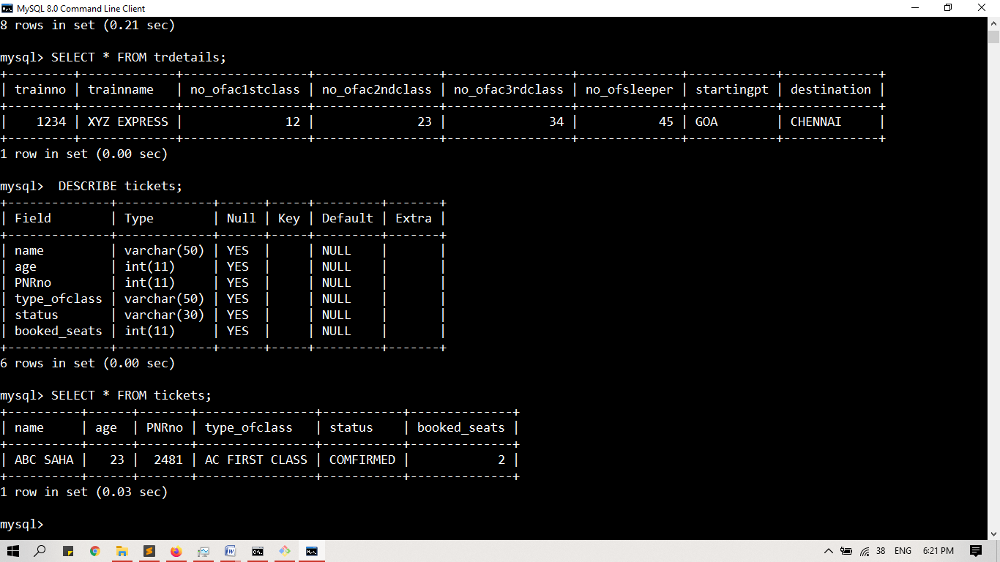 MySQL 8.0 Command Line Client
8 rows in set (0.21 sec)
mysql> SELECT * FROM trdetails;
+---------+-------------+-----------------+-----------------+-----------------+--------------+------------+-------------+
| trainno | trainname   | no_ofac1stclass | no_ofac2ndclass | no_ofac3rdclass | no_ofsleeper | startingpt | destination |
+---------+-------------+-----------------+-----------------+-----------------+--------------+------------+-------------+
|    1234 | XYZ EXPRESS |              12 |              23 |              34 |           45 | GOA        | CHENNAI     |
+---------+-------------+-----------------+-----------------+-----------------+--------------+------------+-------------+
1 row in set (0.00 sec)
mysql>  DESCRIBE tickets;
+--------------+-------------+------+-----+---------+-------+
| Field        | Type        | Null | Key | Default | Extra |
+--------------+-------------+------+-----+---------+-------+
| name         | varchar(50) | YES  |     | NULL    |       |
| age          | int(11)     | YES  |     | NULL    |       |
| PNRno        | int(11)     | YES  |     | NULL    |       |
| type_ofclass | varchar(50) | YES  |     | NULL    |       |
| status       | varchar(30) | YES  |     | NULL    |       |
| booked_seats | int(11)     | YES  |     | NULL    |       |
+--------------+-------------+------+-----+---------+-------+
6 rows in set (0.00 sec)
mysql> SELECT * FROM tickets;
+----------+------+-------+----------------+-----------+--------------+
| name     | age  | PNRno | type_ofclass   | status    | booked_seats |
+----------+------+-------+----------------+-----------+--------------+
| ABC SAHA |   23 |  2481 | AC FIRST CLASS | COMFIRMED |            2 |
+----------+------+-------+----------------+-----------+--------------+
1 row in set (0.03 sec)
mysql>
38 ENG 6:21 PM